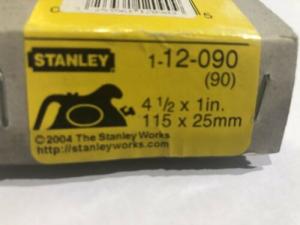 STANLEY
1-12-090
(90)
4 1/2 x 1in.
115 x 25mm
©2004 The Stanley Works
http://stanleyworks.com